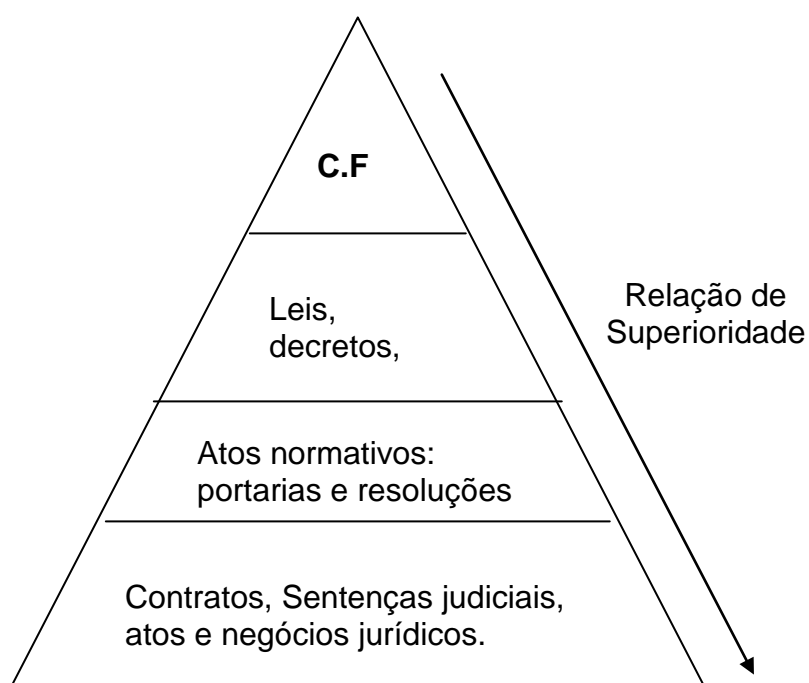 C.F
Leis,
decretos,
Relação de
Superioridade
Atos normativos:
portarias e resoluções
Contratos, Sentenças judiciais,
atos e negócios jurídicos.